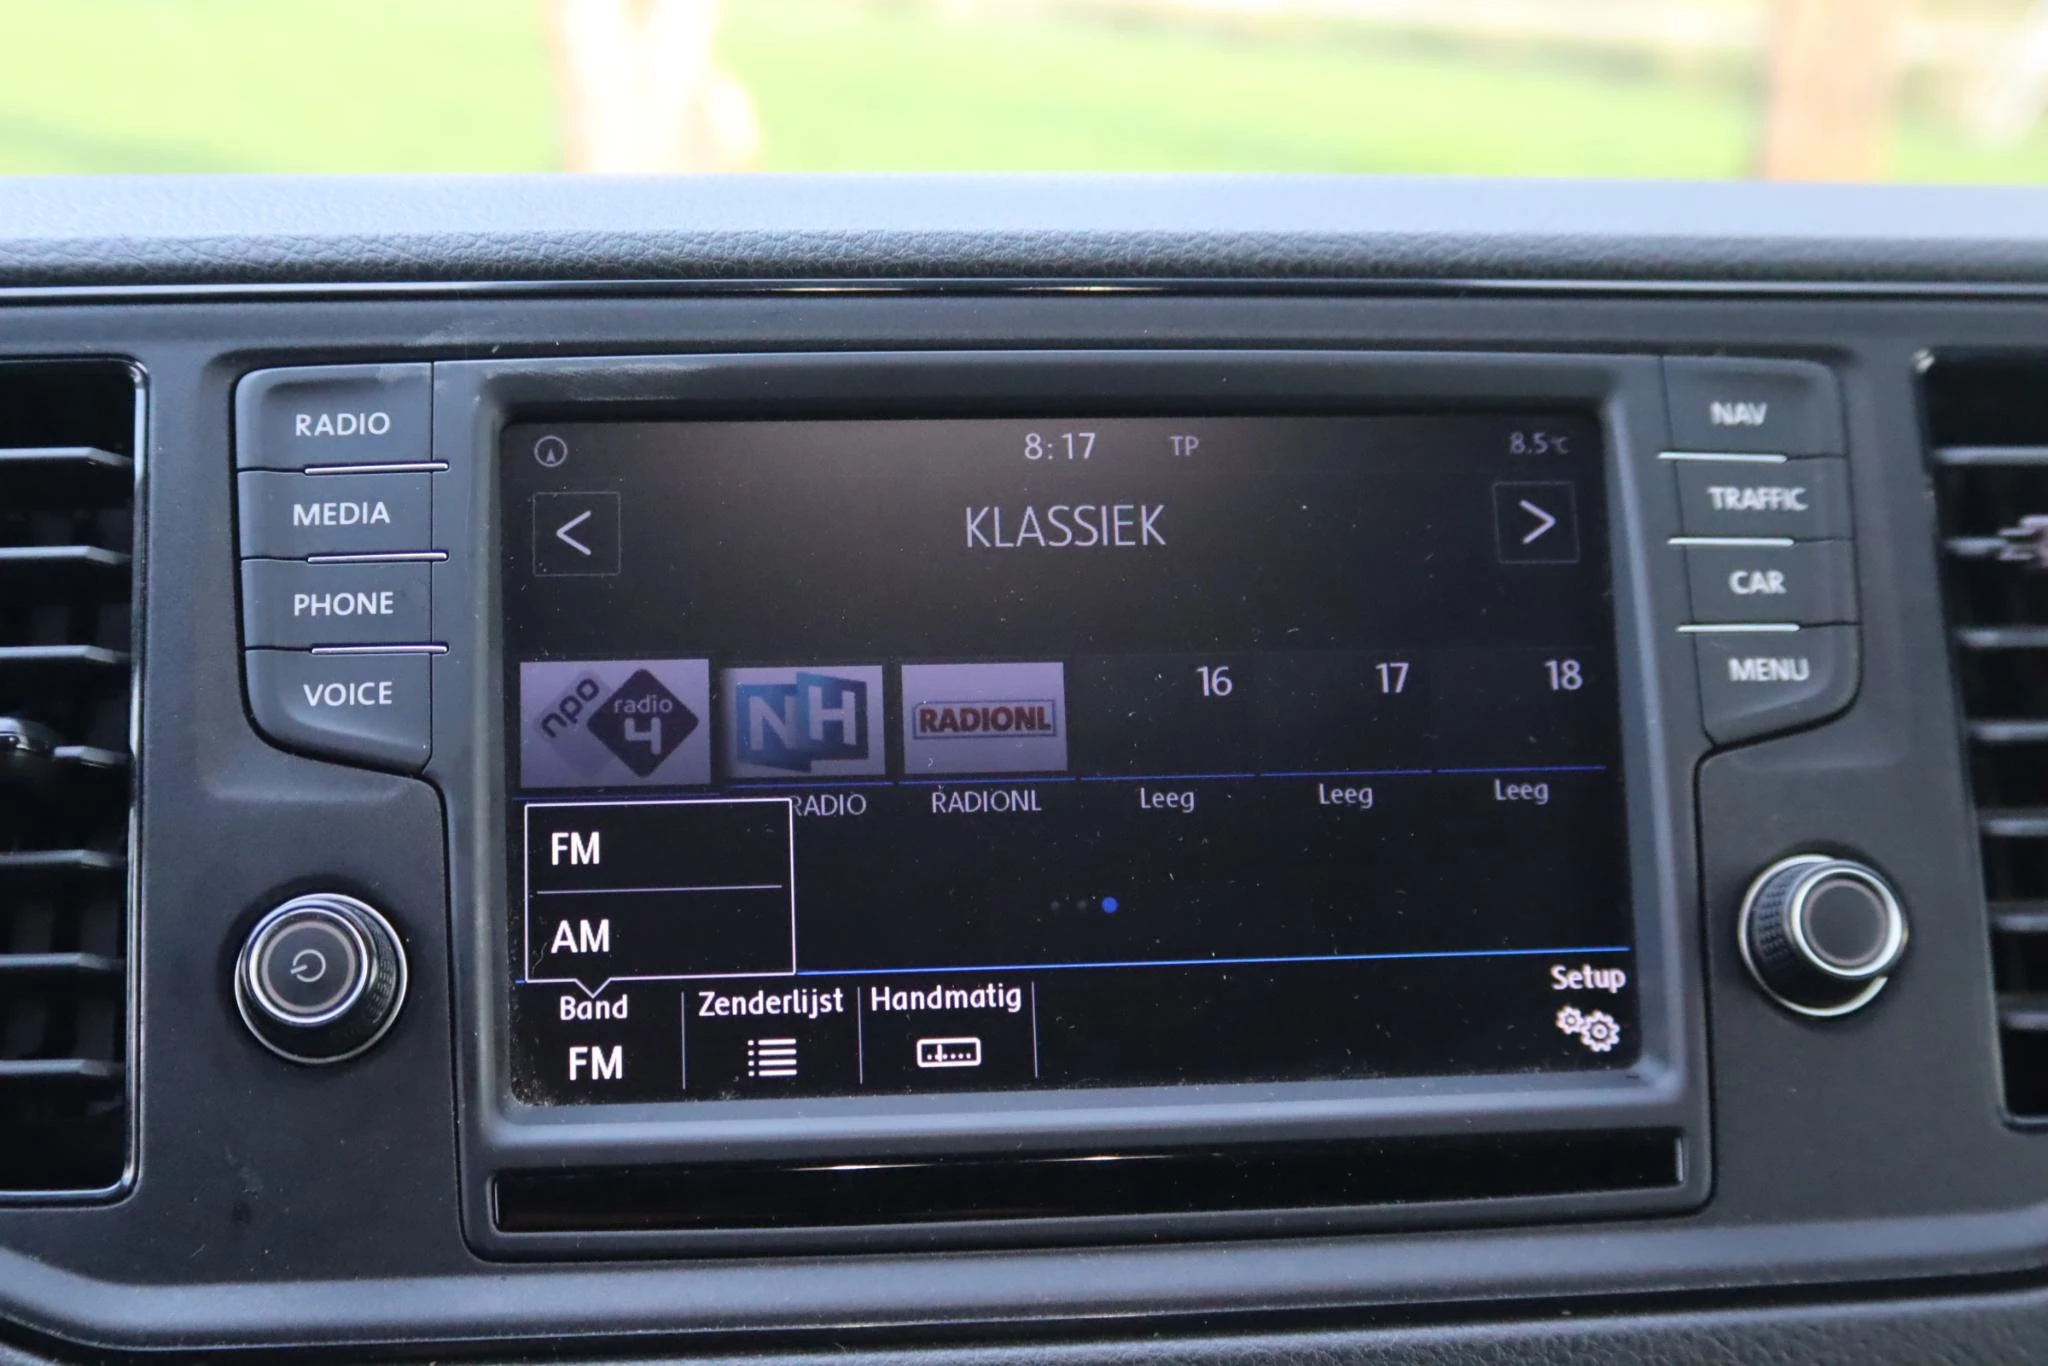 RADIO
MEDIA
PHONE
VOICE
8:17 TP 8.5°C
KLASSIEK
npo radio 4
NH
RADIONL
16 17 18
RADIO RADIONL Leeg Leeg Leeg
FM
AM
Band Zenderlijst Handmatig Setup
FM
NAV
TRAFFIC
CAR
MENU